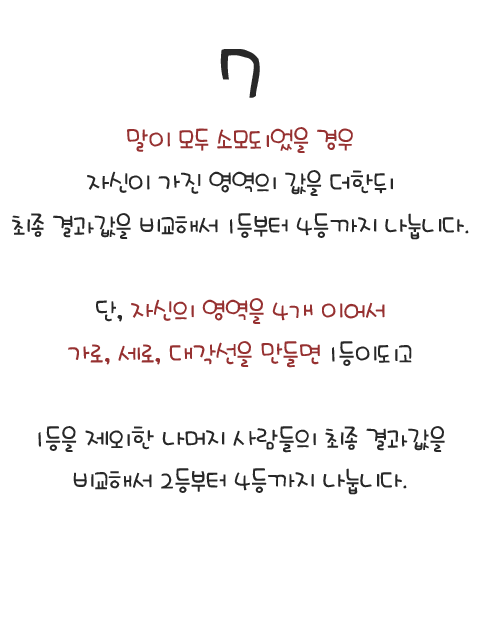 7
말이 모두 소모되었을 경우
자신이 가진 영역의 값을 더한뒤
최종 결과값을 비교해서 1등부터 4등까지 나눕니다.
단, 자신의 영역을 4개 이어서
가로, 세로, 대각선을 만들면 1등이되고
1등을 제외한 나머지 사람들의 최종 결과값을
비교해서 2등부터 4등까지 나눕니다.